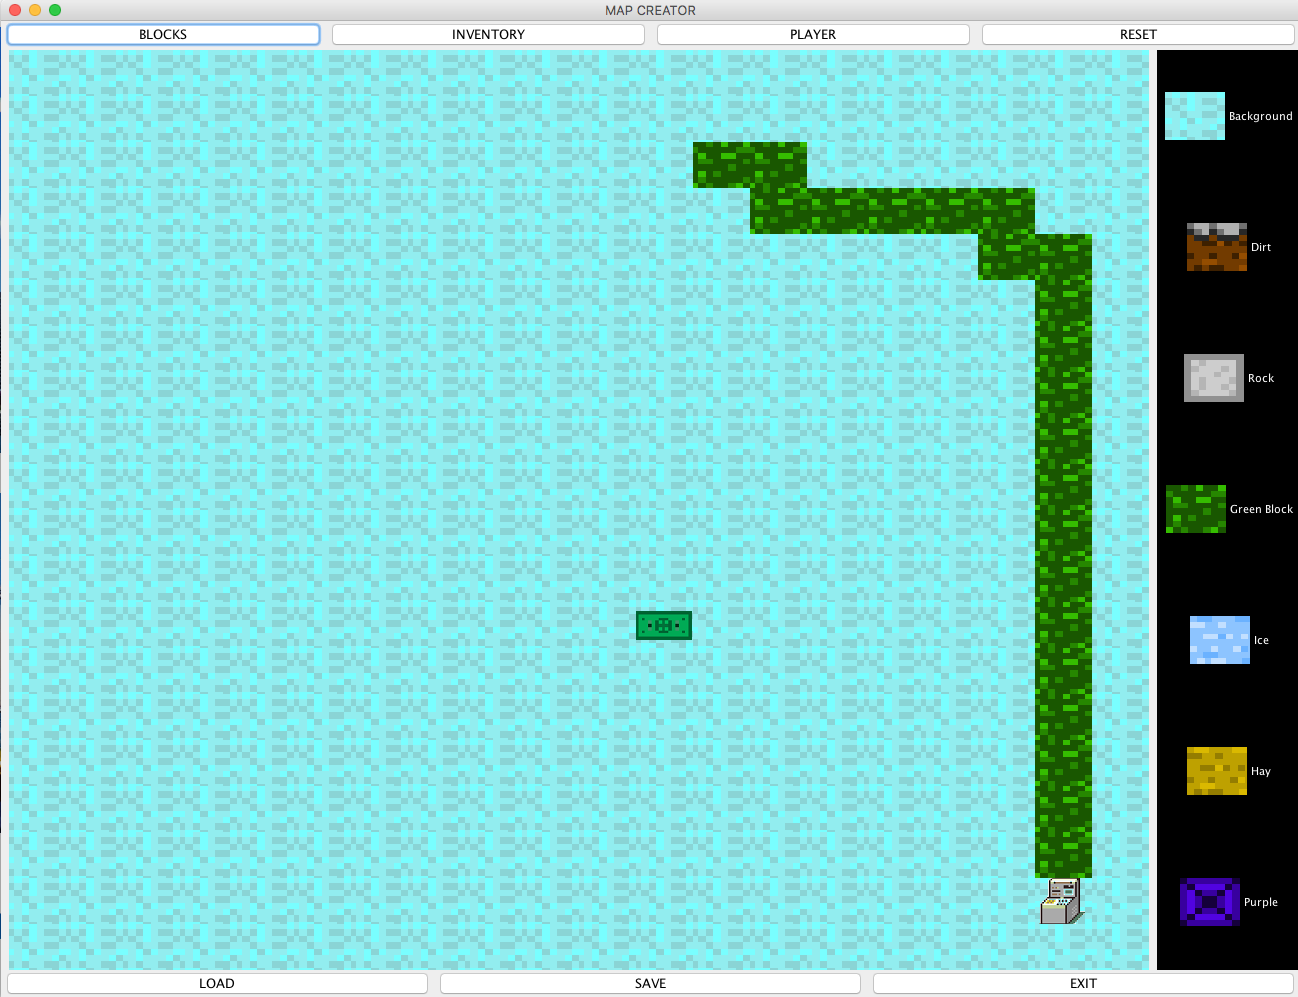 MAP CREATOR
BLOCKS
INVENTORY
PLAYER
RESET
Background
Dirt
Rock
Green Block
Ice
Hay
Purple
LOAD
SAVE
EXIT